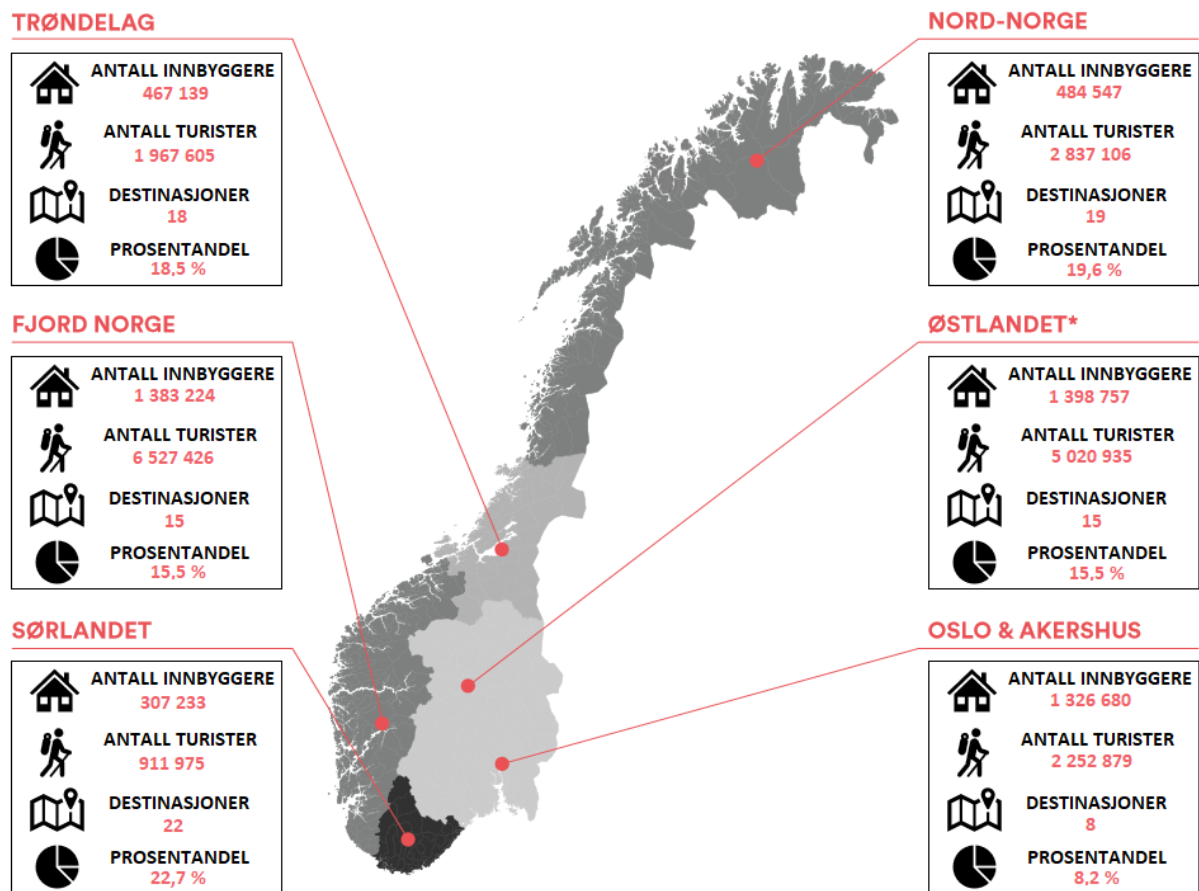 TRØNDELAG
ANTALL INNBYGGERE
467 139
ANTALL TURISTER
1 967 605
DESTINASJONER
18
PROSENTANDEL
18,5 %
FJORD NORGE
ANTALL INNBYGGERE
1 383 224
ANTALL TURISTER
6 527 426
DESTINASJONER
15
PROSENTANDEL
15,5 %
SØRLANDET
ANTALL INNBYGGERE
307 233
ANTALL TURISTER
911 975
DESTINASJONER
22
PROSENTANDEL
22,7 %
NORD-NORGE
ANTALL INNBYGGERE
484 547
ANTALL TURISTER
2 837 106
DESTINASJONER
19
PROSENTANDEL
19,6 %
ØSTLANDET*
ANTALL INNBYGGERE
1 398 757
ANTALL TURISTER
5 020 935
DESTINASJONER
15
PROSENTANDEL
15,5 %
OSLO & AKERSHUS
ANTALL INNBYGGERE
1 326 680
ANTALL TURISTER
2 252 879
DESTINASJONER
8
PROSENTANDEL
8,2 %